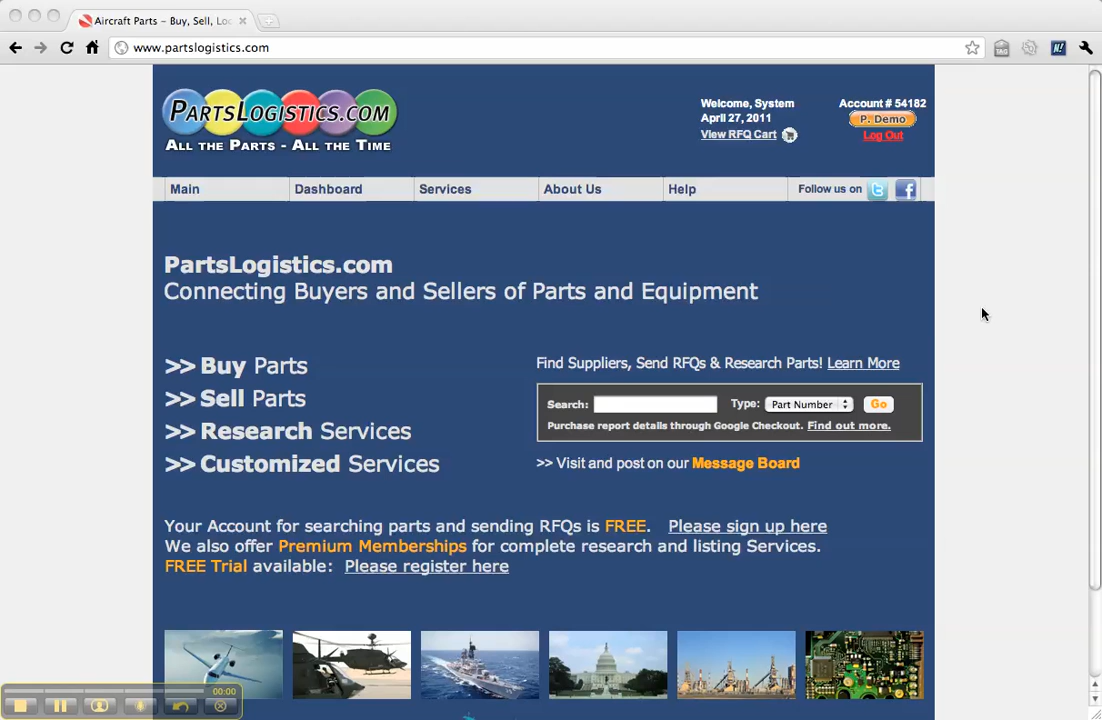 Aircraft Parts – Buy, Sell, Loc
www.partslogistics.com
TAG
N!
PARTSLOGISTICS.COM
ALL THE PARTS - ALL THE TIME
Welcome, System
April 27, 2011
View RFQ Cart
Account # 54182
P. Demo
Log Out
Main
Dashboard
Services
About Us
Help
Follow us on
PartsLogistics.com
Connecting Buyers and Sellers of Parts and Equipment
>> Buy Parts
>> Sell Parts
>> Research Services
>> Customized Services
Find Suppliers, Send RFQs & Research Parts! Learn More
Search: Type: Part Number Go
Purchase report details through Google Checkout. Find out more.
>> Visit and post on our Message Board
Your Account for searching parts and sending RFQs is FREE. Please sign up here
We also offer Premium Memberships for complete research and listing Services.
FREE Trial available: Please register here
00:00